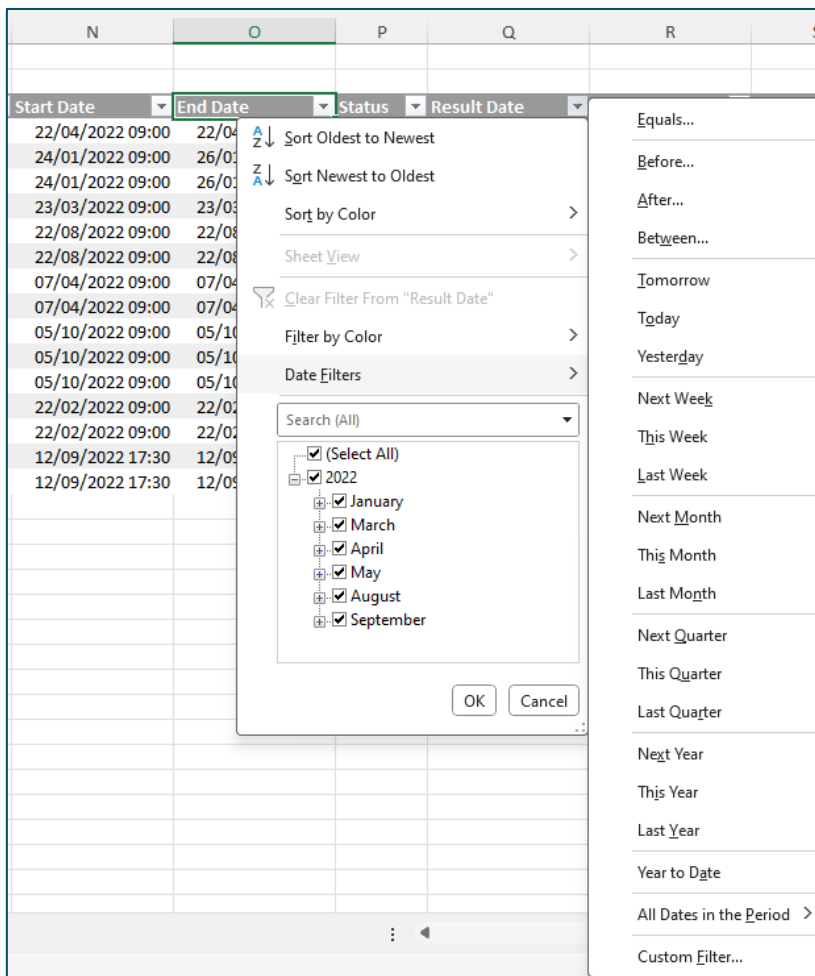 N O P Q R
Start Date End Date Status Result Date
22/04/2022 09:00 22/04
24/01/2022 09:00 26/01
24/01/2022 09:00 26/01
23/03/2022 09:00 23/03
22/08/2022 09:00 22/08
22/08/2022 09:00 22/08
07/04/2022 09:00 07/04
07/04/2022 09:00 07/04
05/10/2022 09:00 05/10
05/10/2022 09:00 05/10
05/10/2022 09:00 05/10
22/02/2022 09:00 22/02
22/02/2022 09:00 22/02
12/09/2022 17:30 12/09
12/09/2022 17:30 12/09
Sort Oldest to Newest
Sort Newest to Oldest
Sort by Color
Sheet View
Clear Filter From "Result Date"
Filter by Color
Date Filters
Search (All)
(Select All)
2022
January
March
April
May
August
September
OK Cancel
Equals...
Before...
After...
Between...
Tomorrow
Today
Yesterday
Next Week
This Week
Last Week
Next Month
This Month
Last Month
Next Quarter
This Quarter
Last Quarter
Next Year
This Year
Last Year
Year to Date
All Dates in the Period
Custom Filter...